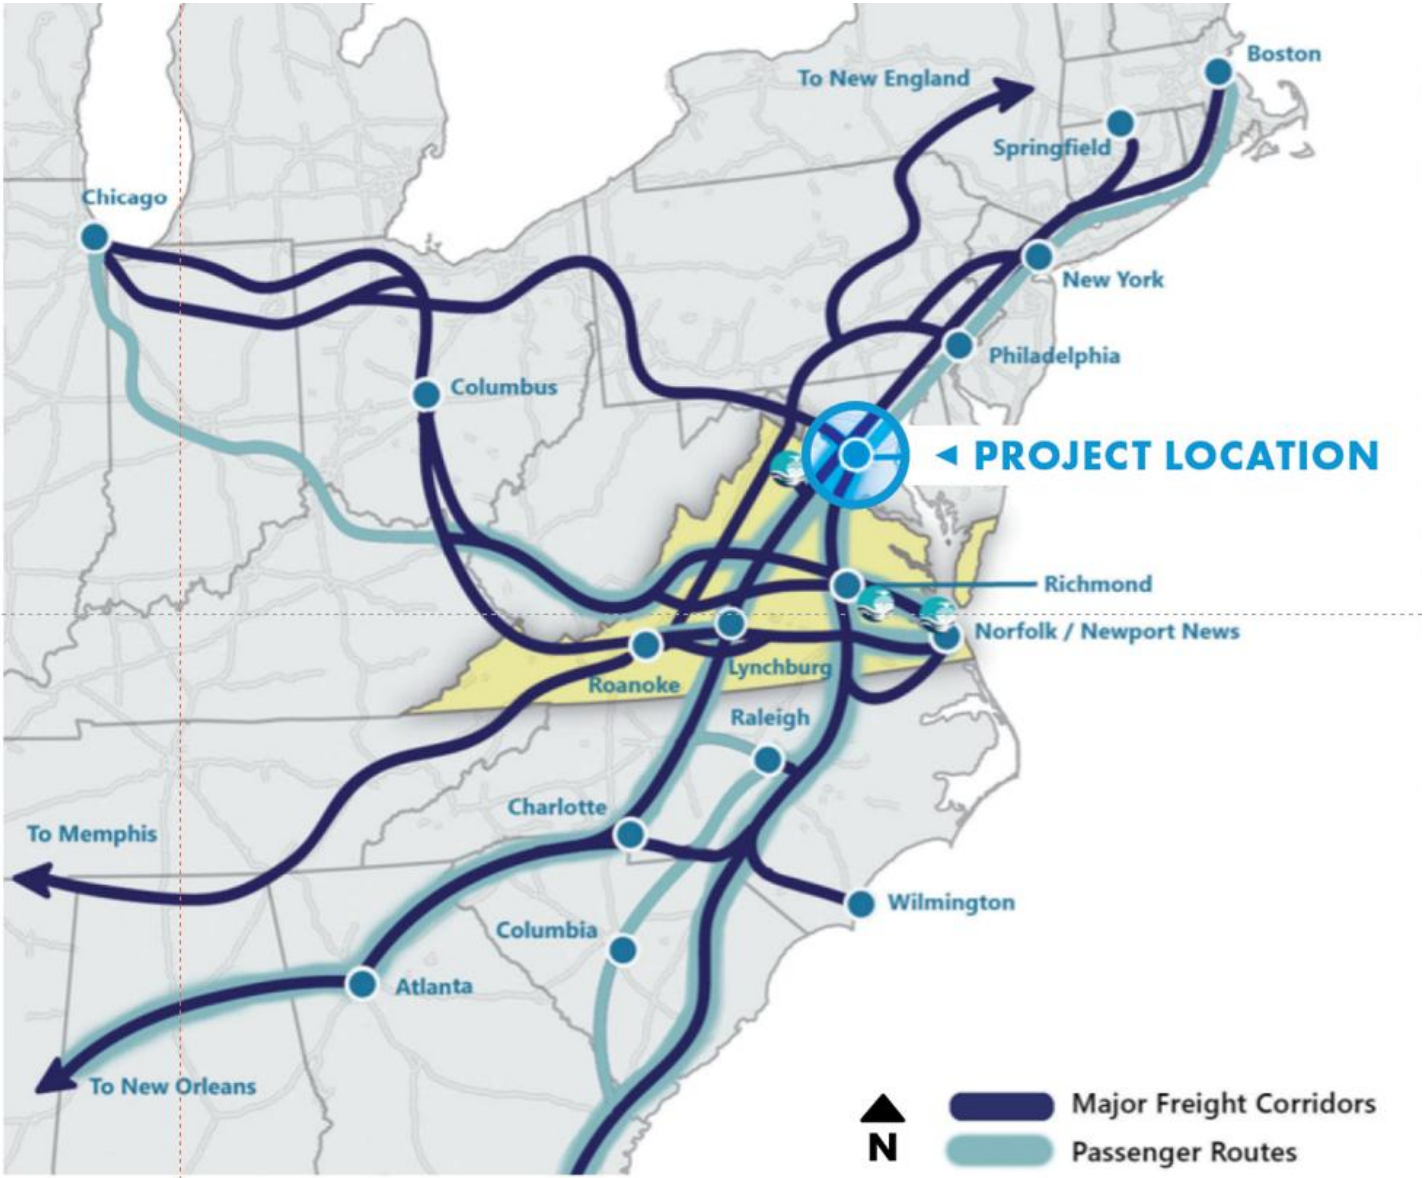 Boston
To New England
Springfield
Chicago
New York
Philadelphia
Columbus
◄ PROJECT LOCATION
Richmond
Norfolk / Newport News
Lynchburg
Roanoke
Raleigh
Charlotte
To Memphis
Wilmington
Columbia
Atlanta
To New Orleans
N
Major Freight Corridors
Passenger Routes